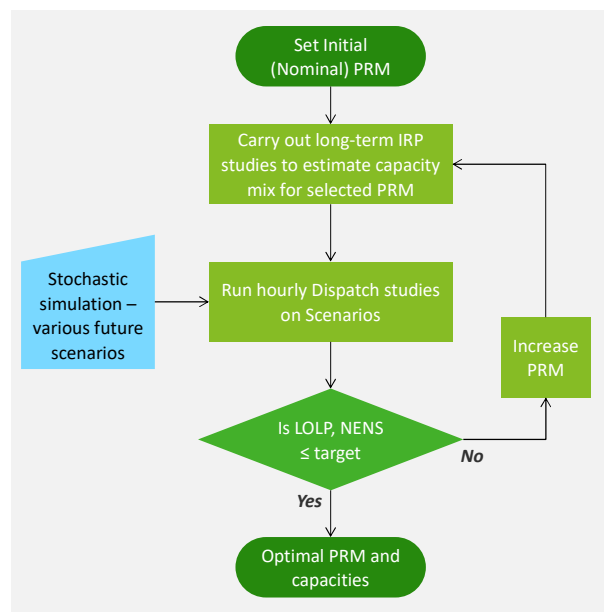 Set Initial
(Nominal) PRM
Carry out long-term IRP
studies to estimate capacity
mix for selected PRM
Stochastic
simulation –
various future
scenarios
Run hourly Dispatch studies
on Scenarios
Increase
PRM
Is LOLP, NENS
≤ target
No
Yes
Optimal PRM and
capacities